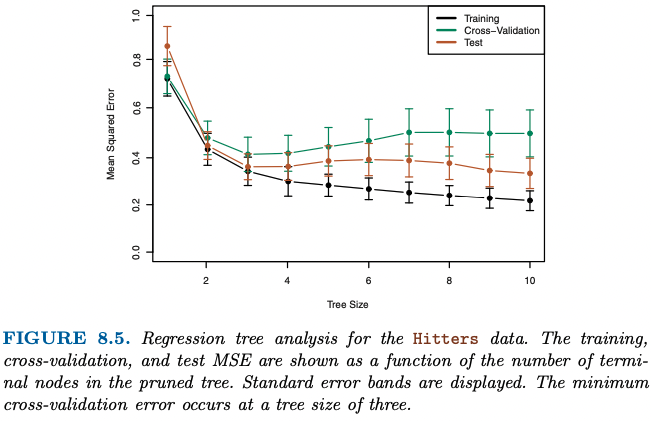 Training
Cross−Validation
Test
Mean Squared Error
1.0
0.8
0.6
0.4
0.2
0.0
2 4 6 8 10
Tree Size
FIGURE 8.5. Regression tree analysis for the Hitters data. The training,
cross-validation, and test MSE are shown as a function of the number of termi-
nal nodes in the pruned tree. Standard error bands are displayed. The minimum
cross-validation error occurs at a tree size of three.